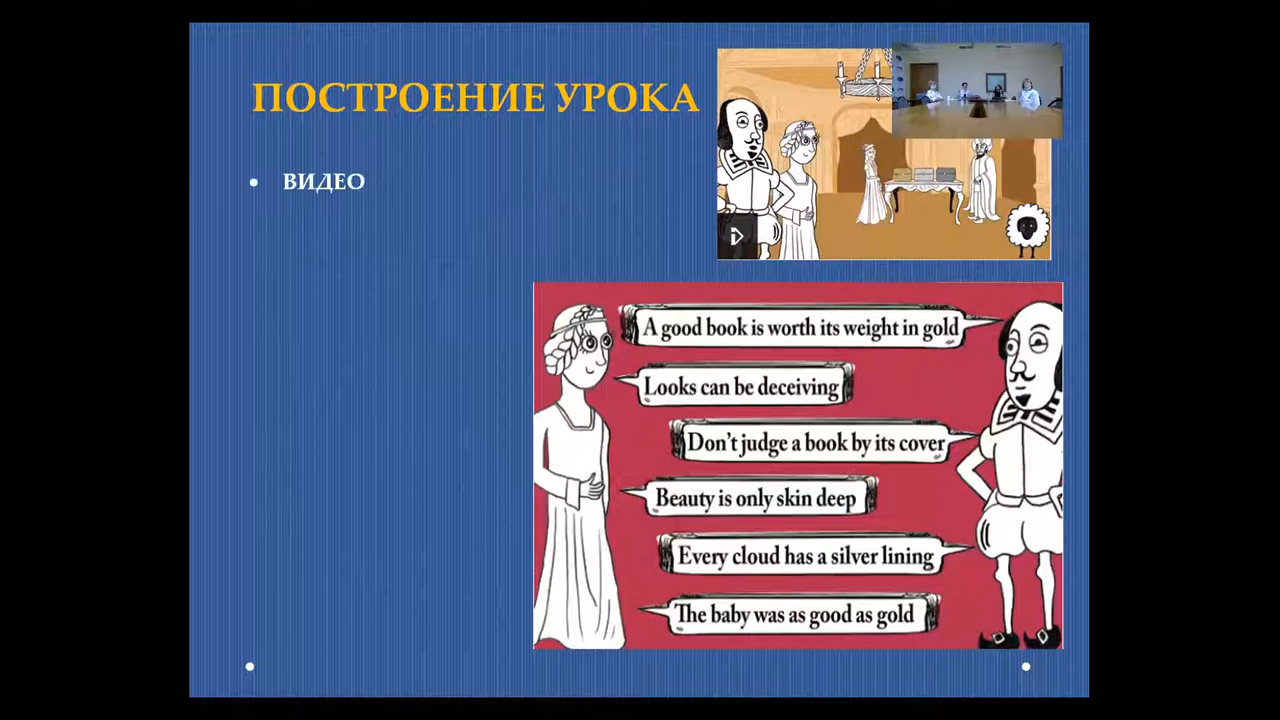 ПОСТРОЕНИЕ УРОКА
• ВИДЕО
A good book is worth its weight in gold
Looks can be deceiving
Don't judge a book by its cover
Beauty is only skin deep
Every cloud has a silver lining
The baby was as good as gold